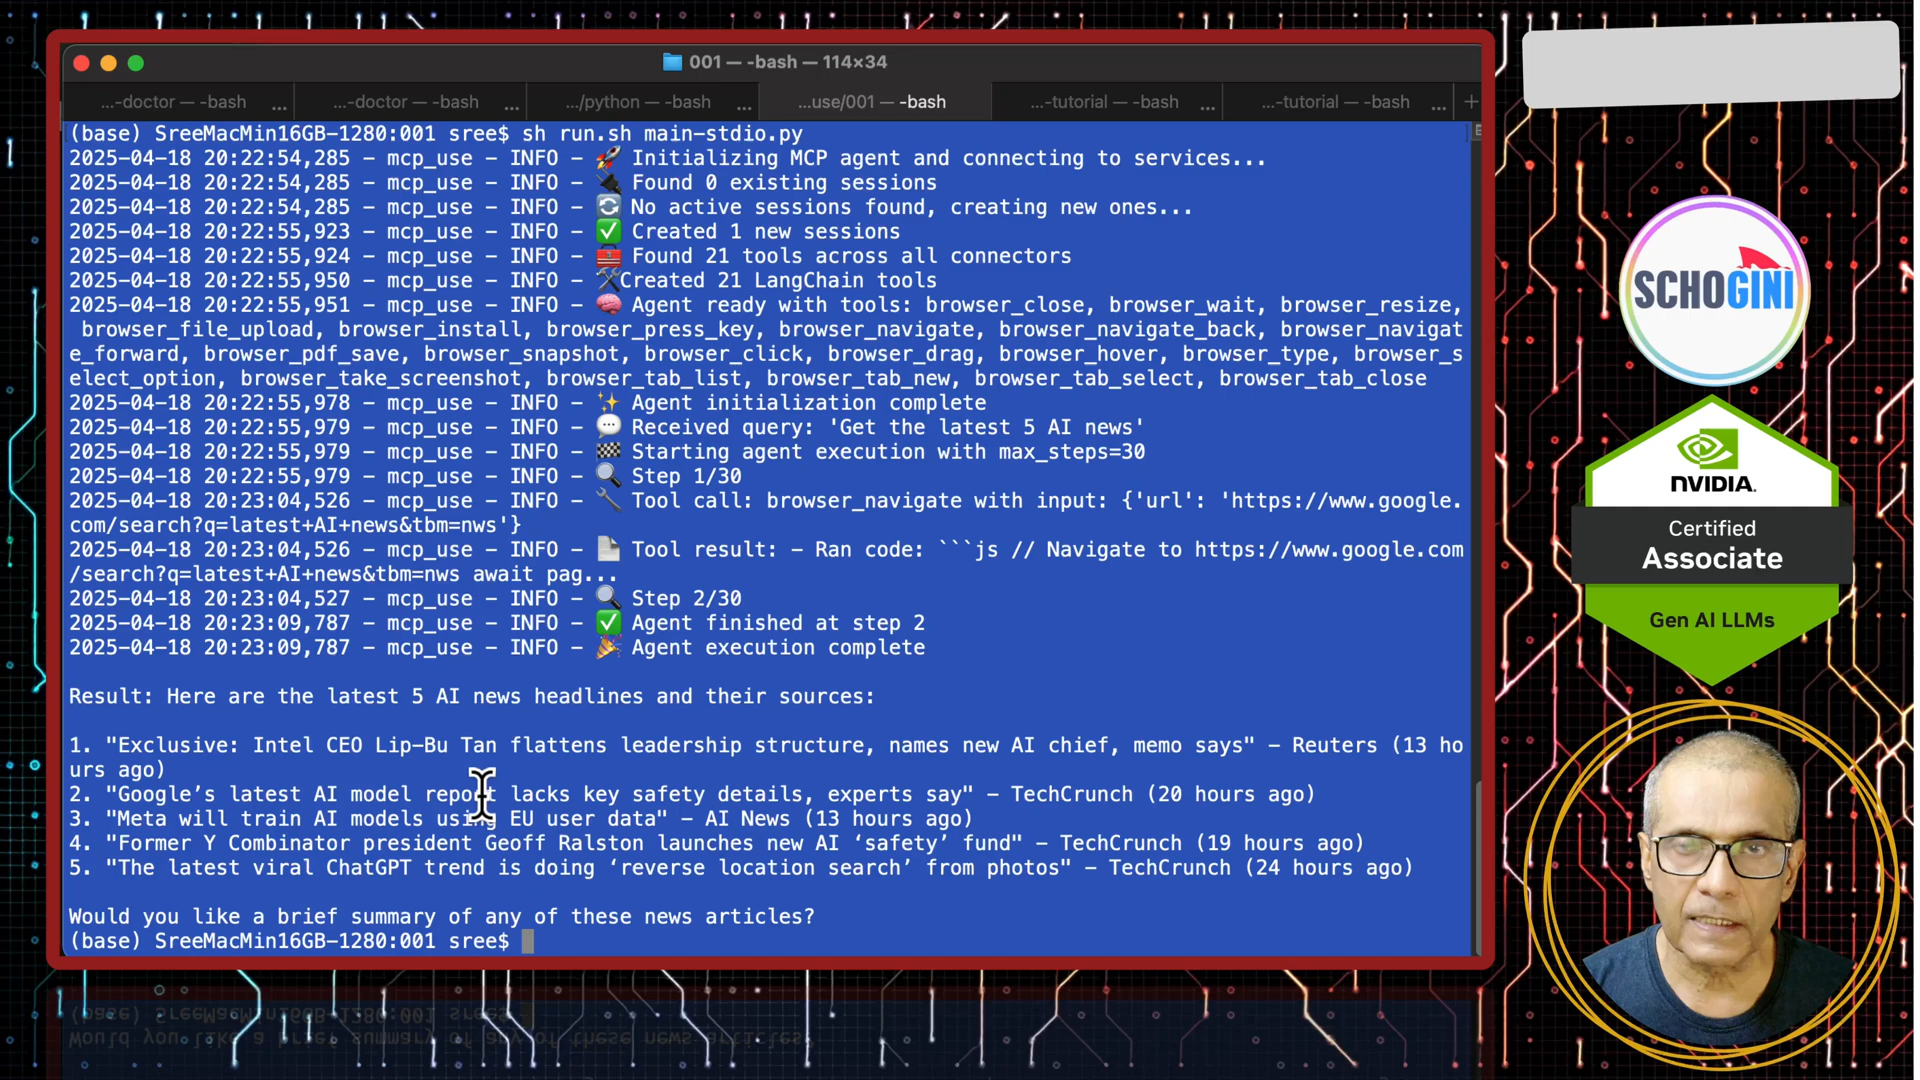 001 — -bash — 114×34
...-doctor — -bash ...
...-doctor — -bash ...
.../python — -bash ...
...use/001 — -bash
...-tutorial — -bash ...
...-tutorial — -bash ...
+
(base) SreeMacMin16GB-1280:001 sree$ sh run.sh main-stdio.py
2025-04-18 20:22:54,285 - mcp_use - INFO - 🚀 Initializing MCP agent and connecting to services...
2025-04-18 20:22:54,285 - mcp_use - INFO - 🔌 Found 0 existing sessions
2025-04-18 20:22:54,285 - mcp_use - INFO - 🔄 No active sessions found, creating new ones...
2025-04-18 20:22:55,923 - mcp_use - INFO - ✅ Created 1 new sessions
2025-04-18 20:22:55,924 - mcp_use - INFO - 🧰 Found 21 tools across all connectors
2025-04-18 20:22:55,950 - mcp_use - INFO - 🛠️Created 21 LangChain tools
2025-04-18 20:22:55,951 - mcp_use - INFO - 🧠 Agent ready with tools: browser_close, browser_wait, browser_resize,
browser_file_upload, browser_install, browser_press_key, browser_navigate, browser_navigate_back, browser_navigat
e_forward, browser_pdf_save, browser_snapshot, browser_click, browser_drag, browser_hover, browser_type, browser_s
elect_option, browser_take_screenshot, browser_tab_list, browser_tab_new, browser_tab_select, browser_tab_close
2025-04-18 20:22:55,978 - mcp_use - INFO - ✨ Agent initialization complete
2025-04-18 20:22:55,979 - mcp_use - INFO - 💬 Received query: 'Get the latest 5 AI news'
2025-04-18 20:22:55,979 - mcp_use - INFO - 🏁 Starting agent execution with max_steps=30
2025-04-18 20:22:55,979 - mcp_use - INFO - 🔍 Step 1/30
2025-04-18 20:23:04,526 - mcp_use - INFO - 🔧 Tool call: browser_navigate with input: {'url': 'https://www.google.
com/search?q=latest+AI+news&tbm=nws'}
2025-04-18 20:23:04,526 - mcp_use - INFO - 📄 Tool result: - Ran code: ```js // Navigate to https://www.google.com
/search?q=latest+AI+news&tbm=nws await pag...
2025-04-18 20:23:04,527 - mcp_use - INFO - 🔍 Step 2/30
2025-04-18 20:23:09,787 - mcp_use - INFO - ✅ Agent finished at step 2
2025-04-18 20:23:09,787 - mcp_use - INFO - 🎉 Agent execution complete
Result: Here are the latest 5 AI news headlines and their sources:
1. "Exclusive: Intel CEO Lip-Bu Tan flattens leadership structure, names new AI chief, memo says" – Reuters (13 ho
urs ago)
2. "Google’s latest AI model report lacks key safety details, experts say" – TechCrunch (20 hours ago)
3. "Meta will train AI models using EU user data" – AI News (13 hours ago)
4. "Former Y Combinator president Geoff Ralston launches new AI ‘safety’ fund" – TechCrunch (19 hours ago)
5. "The latest viral ChatGPT trend is doing ‘reverse location search’ from photos" – TechCrunch (24 hours ago)
Would you like a brief summary of any of these news articles?
(base) SreeMacMin16GB-1280:001 sree$
SCHOGINI
NVIDIA.
Certified
Associate
Gen AI LLMs